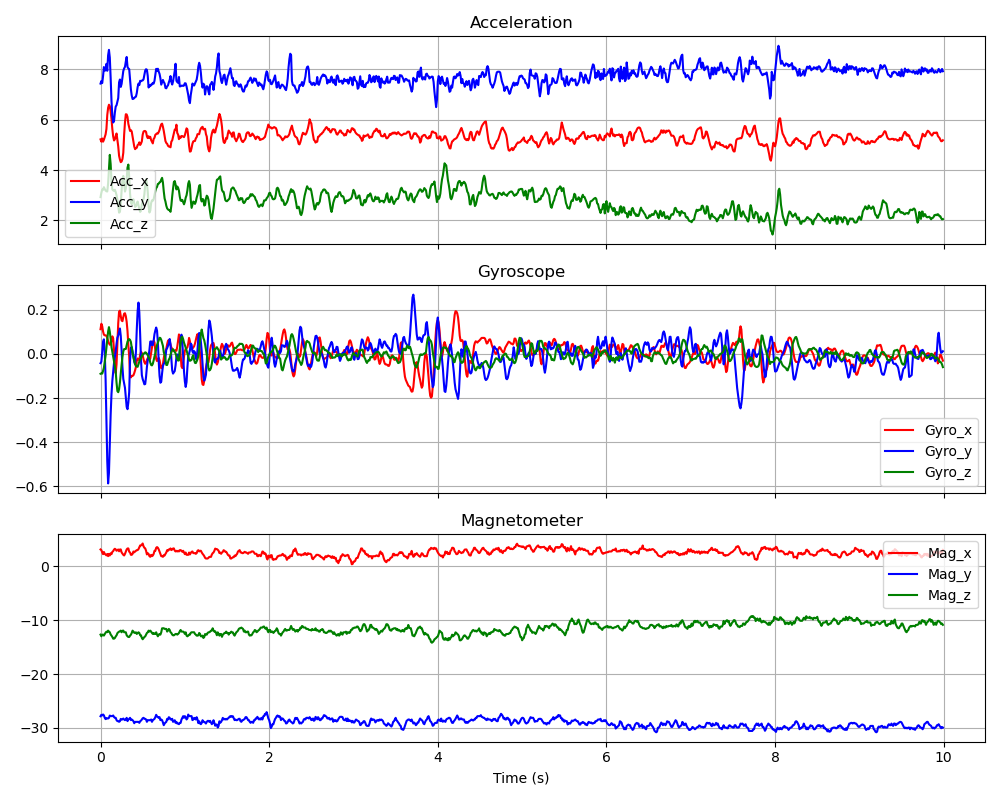 Acceleration
8
6
4
2
Acc_x
Acc_y
Acc_z
Gyroscope
0.2
0.0
−0.2
−0.4
−0.6
Gyro_x
Gyro_y
Gyro_z
Magnetometer
0
−10
−20
−30
Mag_x
Mag_y
Mag_z
0 2 4 6 8 10
Time (s)